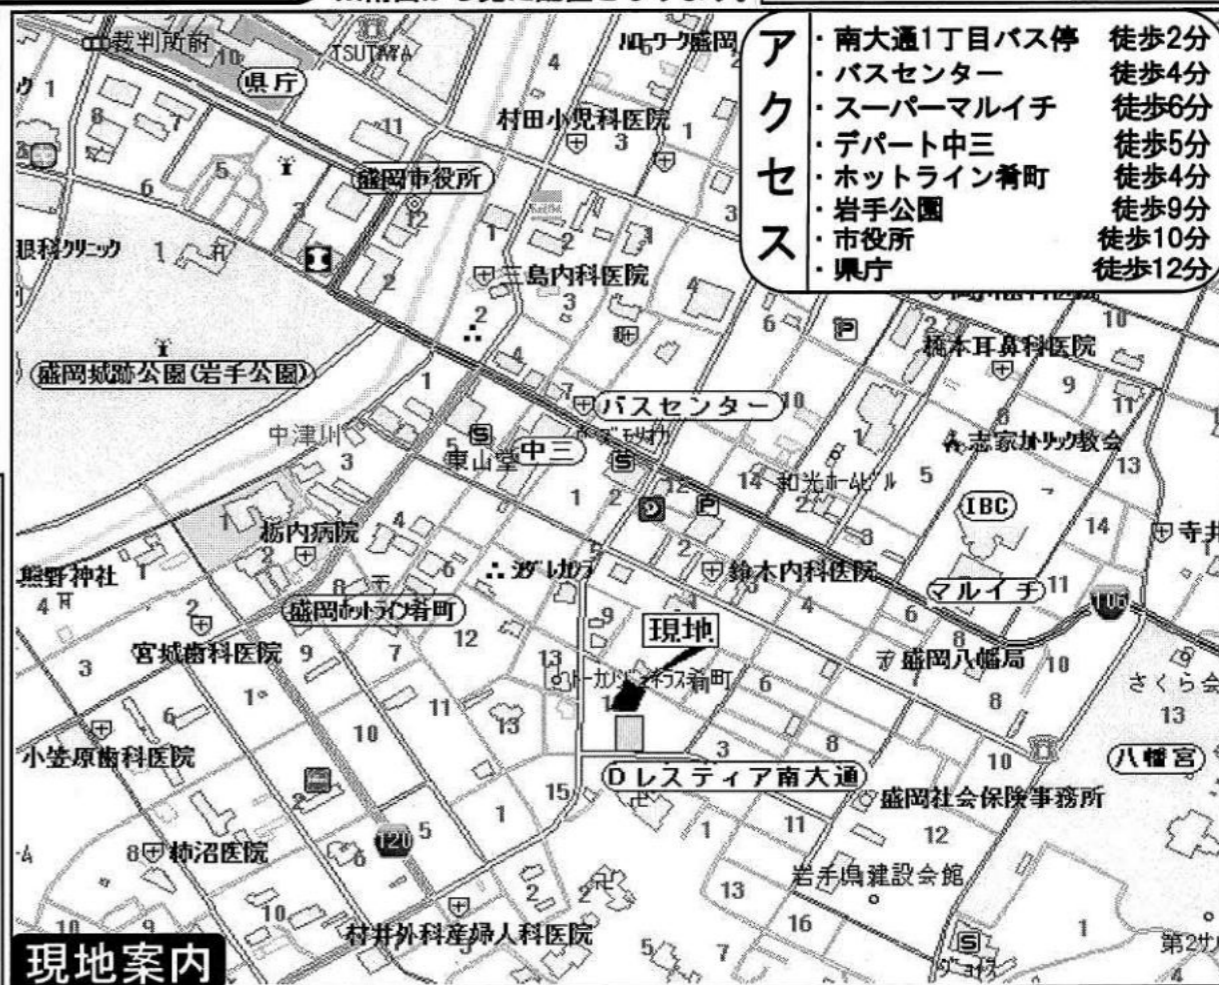 アクセス
・南大通1丁目バス停 徒歩2分
・バスセンター 徒歩4分
・スーパーマルイチ 徒歩6分
・デパート中三 徒歩5分
・ホットライン肴町 徒歩4分
・岩手公園 徒歩9分
・市役所 徒歩10分
・県庁 徒歩12分
裁判所前
TSUTAYA
ハローワーク盛岡
県庁
村田小児科医院
盛岡市役所
眼科クリニック
三島内科医院
橋本耳鼻科医院
盛岡城跡公園(岩手公園)
バスセンター
中津川
東山堂
中三
志家カトリック教会
和光ホームビル
IBC
栃内病院
寺井
熊野神社
鈴木内科医院
マルイチ
106
盛岡ホットライン肴町
現地
宮城歯科医院
盛岡八幡局
さくら会
小笠原歯科医院
八幡宮
Dレスティア南大通
盛岡社会保険事務所
120
柿沼医院
岩手県建設会館
村井外科産婦人科医院
ジョイス
現地案内